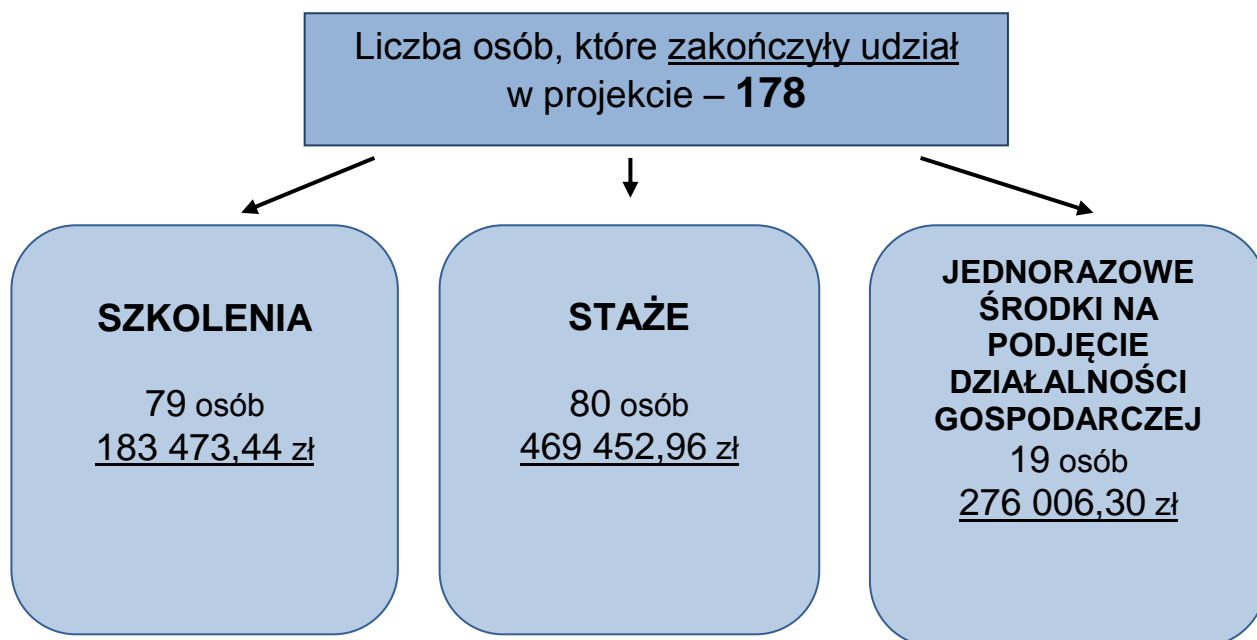 Liczba osób, które zakończyły udział
w projekcie – 178
SZKOLENIA
79 osób
183 473,44 zł
STAŻE
80 osób
469 452,96 zł
JEDNORAZOWE
ŚRODKI NA
PODJĘCIE
DZIAŁALNOŚCI
GOSPODARCZEJ
19 osób
276 006,30 zł